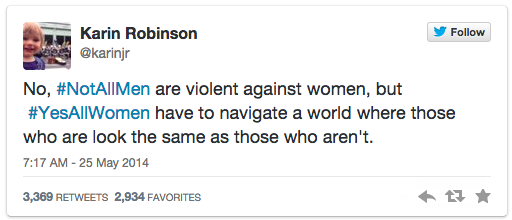 Karin Robinson
@karinjr
Follow
No, #NotAllMen are violent against women, but
#YesAllWomen have to navigate a world where those
who are look the same as those who aren't.
7:17 AM - 25 May 2014
3,369 RETWEETS 2,934 FAVORITES